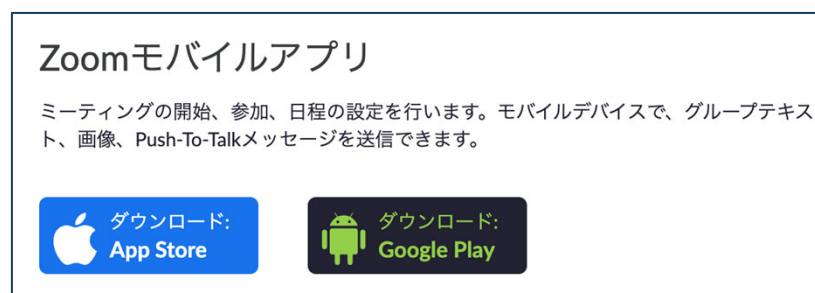 Zoomモバイルアプリ
ミーティングの開始、参加、日程の設定を行います。モバイルデバイスで、グループテキス
ト、画像、Push-To-Talkメッセージを送信できます。
ダウンロード:
App Store
ダウンロード:
Google Play